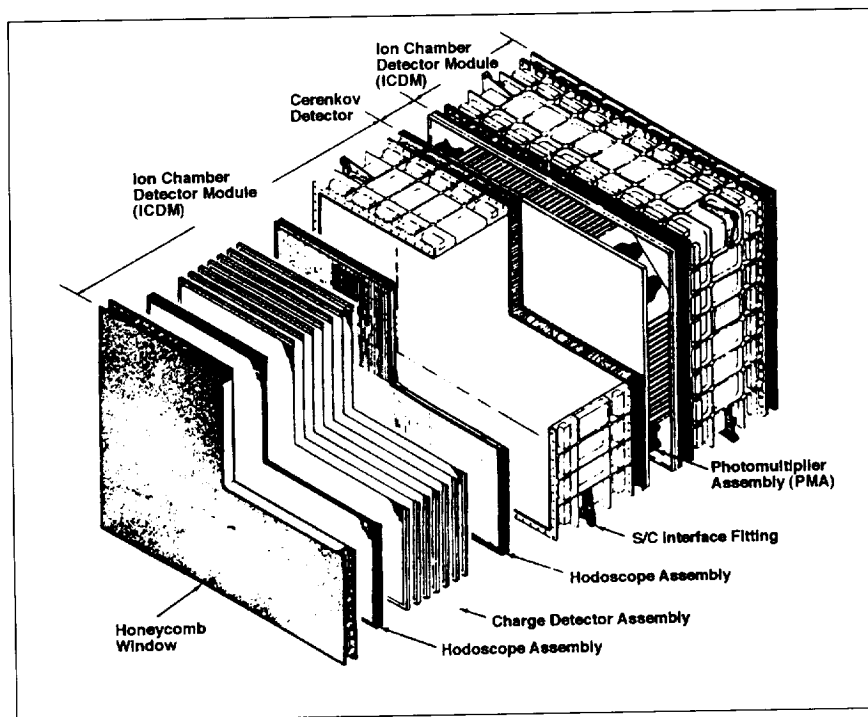 Ion Chamber
Detector Module
(ICDM)
Cerenkov
Detector
Ion Chamber
Detector Module
(ICDM)
Photomultiplier
Assembly (PMA)
S/C Interface Fitting
Hodoscope Assembly
Charge Detector Assembly
Honeycomb
Window
Hodoscope Assembly